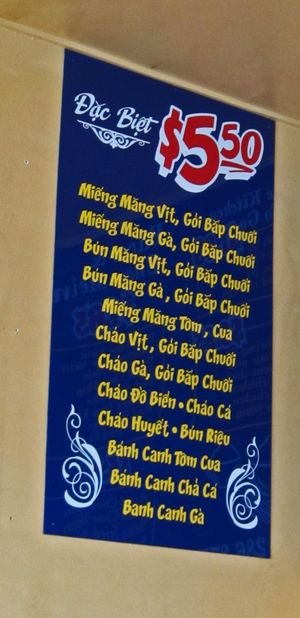 Đặc Biệt $5.50
Miếng Măng Vịt, Gỏi Bắp Chuối
Miếng Măng Gà, Gỏi Bắp Chuối
Bún Măng Vịt, Gỏi Bắp Chuối
Bún Măng Gà, Gỏi Bắp Chuối
Miếng Măng Tôm, Cua
Cháo Vịt, Gỏi Bắp Chuối
Cháo Gà, Gỏi Bắp Chuối
Cháo Đồ Biển • Cháo Cá
Cháo Huyết • Bún Riêu
Bánh Canh Tôm Cua
Bánh Canh Chả Cá
Banh Canh Gà